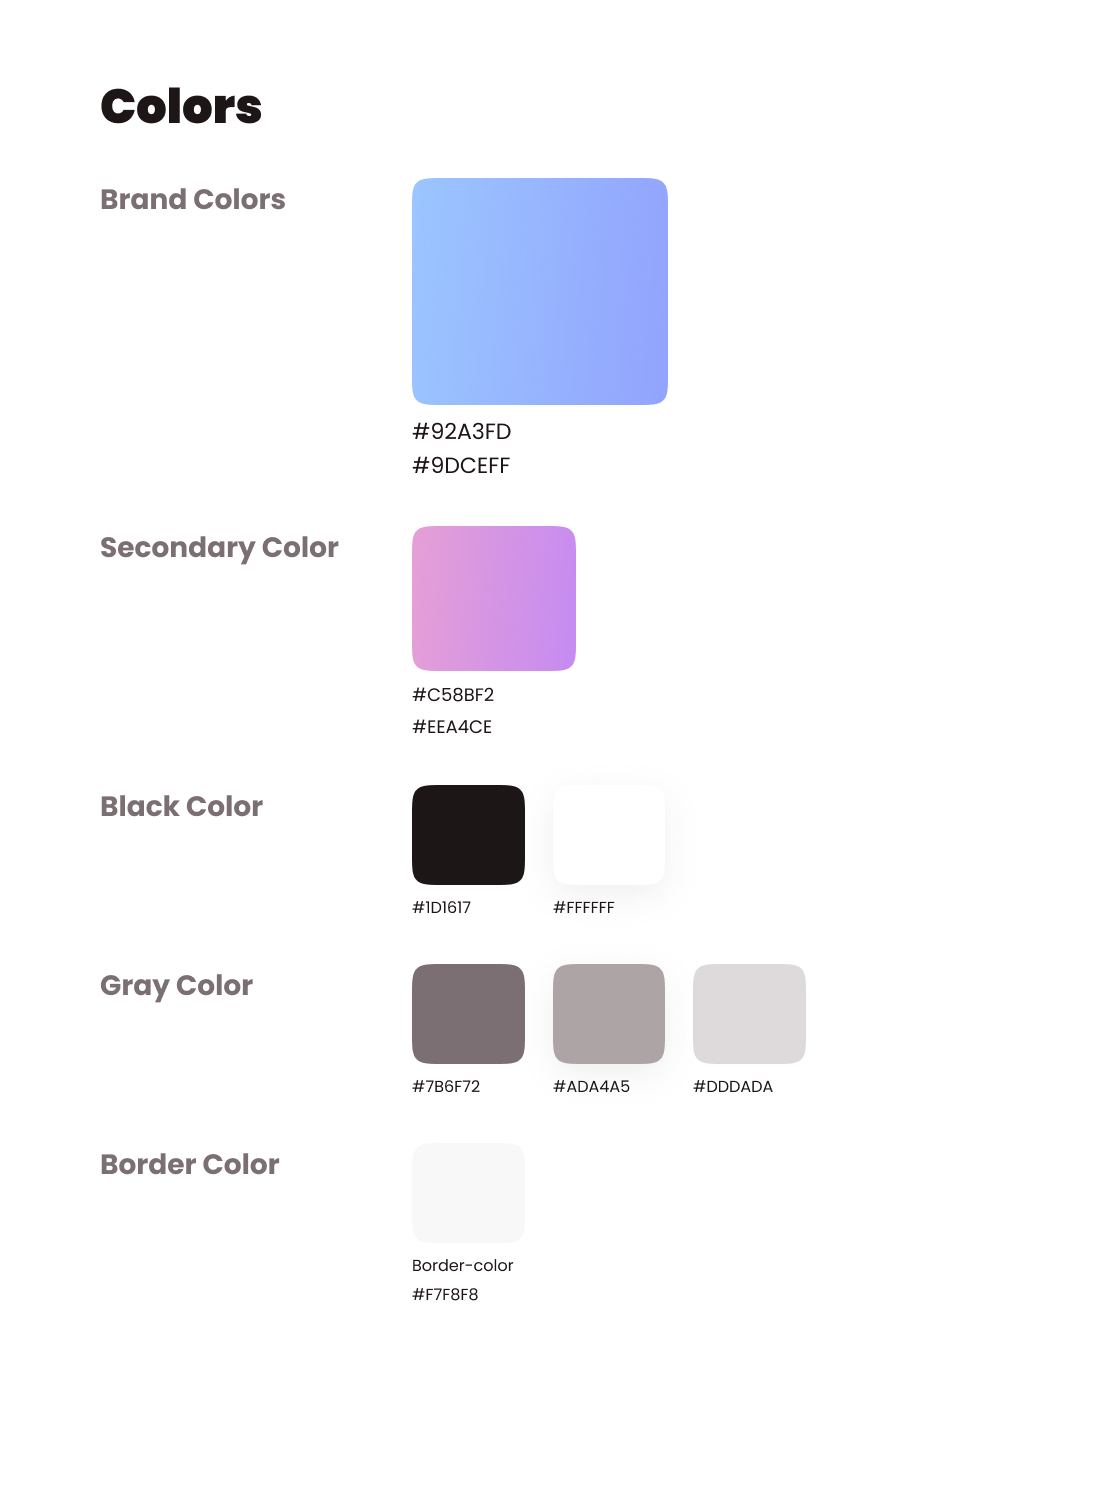 Colors
Brand Colors
#92A3FD
#9DCEFF
Secondary Color
#C58BF2
#EEA4CE
Black Color
#1D1617
#FFFFFF
Gray Color
#7B6F72
#ADA4A5
#DDDADA
Border Color
Border-color
#F7F8F8